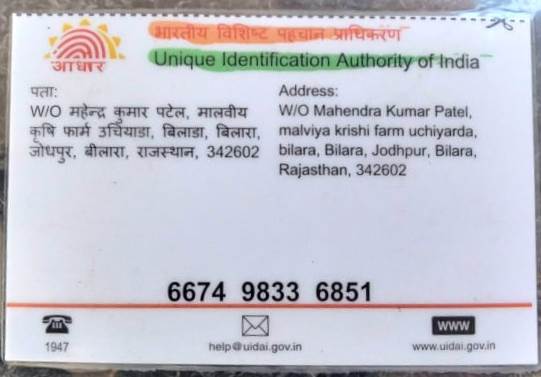 भारतीय विशिष्ट पहचान प्राधिकरण
आधार
Unique Identification Authority of India
पता:
W/O महेन्द्र कुमार पटेल, मालवीय
कृषि फार्म उचियाडा, बिलाडा, बिलारा,
जोधपुर, बीलारा, राजस्थान, 342602
Address:
W/O Mahendra Kumar Patel,
malviya krishi farm uchiyarda,
bilara, Bilara, Jodhpur, Bilara,
Rajasthan, 342602
6674 9833 6851
1947
help@uidai.gov.in
www
www.uidai.gov.in